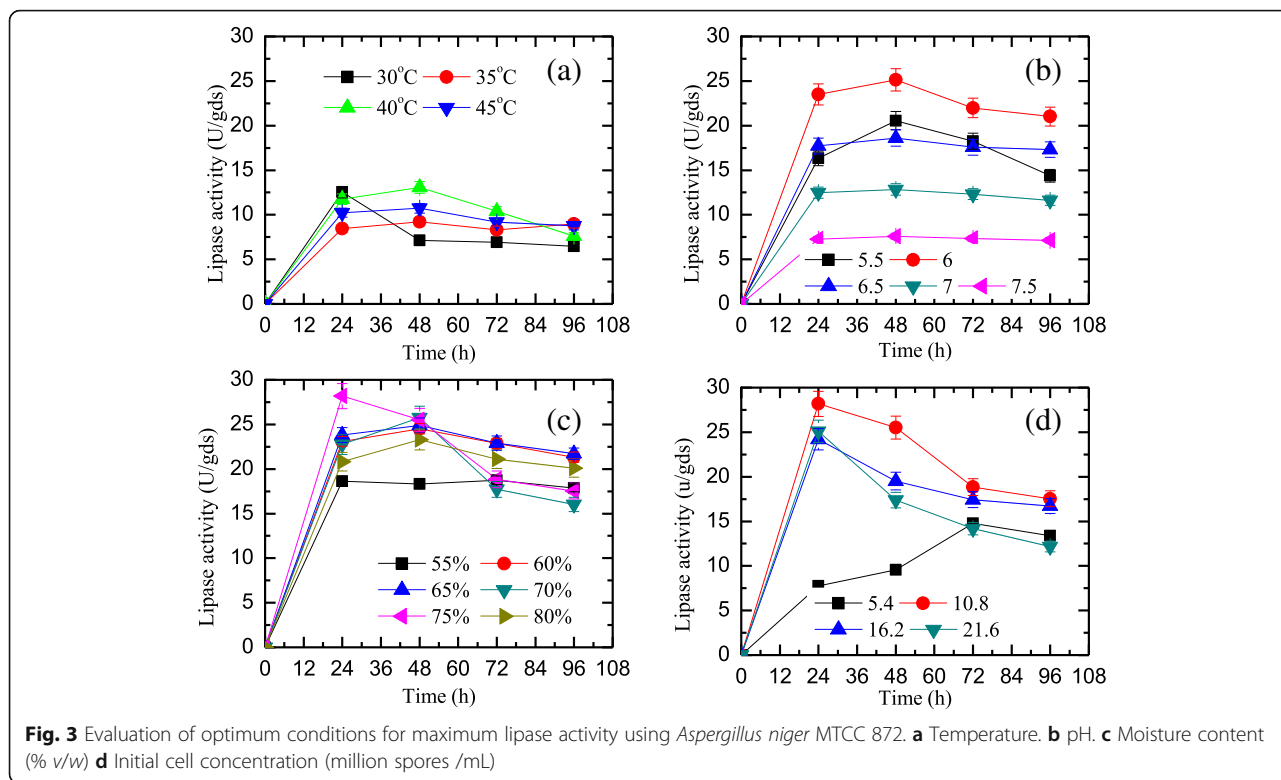 (a)
30°C 35°C
40°C 45°C
Lipase activity (U/gds)
30
25
20
15
10
5
0
0 12 24 36 48 60 72 84 96 108
Time (h)
(b)
Lipase activity (U/gds)
30
25
20
15
10
5
0
5.5 6
6.5 7 7.5
0 12 24 36 48 60 72 84 96 108
Time (h)
(c)
Lipase activity (U/gds)
30
25
20
15
10
5
0
55% 60%
65% 70%
75% 80%
0 12 24 36 48 60 72 84 96 108
Time (h)
(d)
Lipase activity (u/gds)
30
25
20
15
10
5
0
5.4 10.8
16.2 21.6
0 12 24 36 48 60 72 84 96 108
Time (h)
Fig. 3 Evaluation of optimum conditions for maximum lipase activity using Aspergillus niger MTCC 872. a Temperature. b pH. c Moisture content
(% v/w) d Initial cell concentration (million spores /mL)